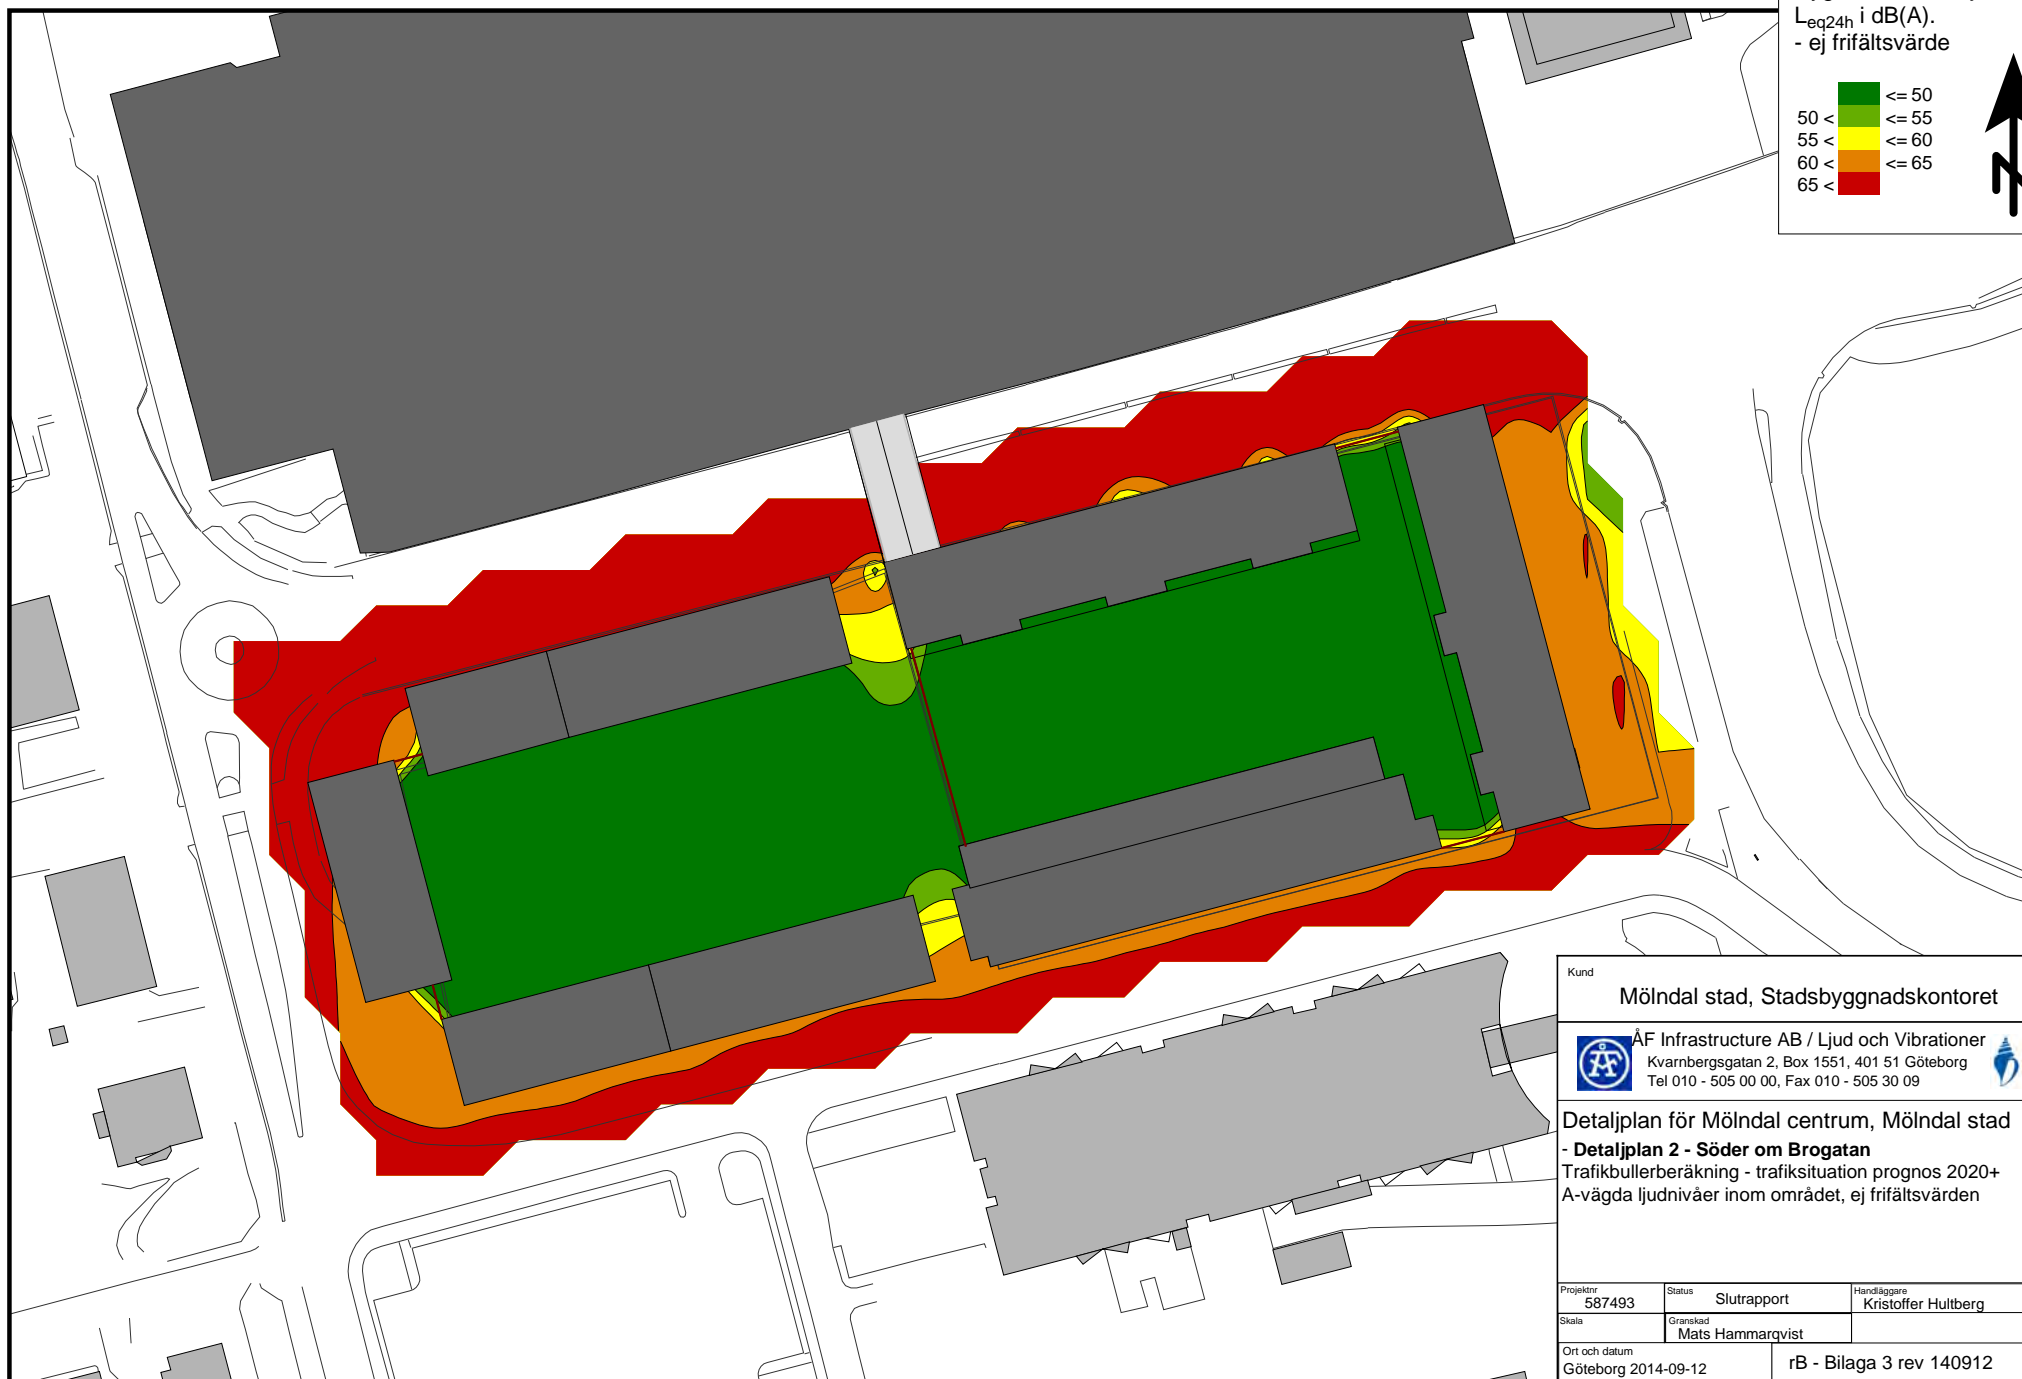 Leq24h i dB(A).
- ej frifältsvärde
<= 50
50 < <= 55
55 < <= 60
60 < <= 65
65 <
Kund
Mölndal stad, Stadsbyggnadskontoret
ÅF
ÅF Infrastructure AB / Ljud och Vibrationer
Kvarnbergsgatan 2, Box 1551, 401 51 Göteborg
Tel 010 - 505 00 00, Fax 010 - 505 30 09
Detaljplan för Mölndal centrum, Mölndal stad
- Detaljplan 2 - Söder om Brogatan
Trafikbullerberäkning - trafiksituation prognos 2020+
A-vägda ljudnivåer inom området, ej frifältsvärden
Projektnr
587493
Status
Slutrapport
Handläggare
Kristoffer Hultberg
Skala
Granskad
Mats Hammarqvist
Ort och datum
Göteborg 2014-09-12
rB - Bilaga 3 rev 140912